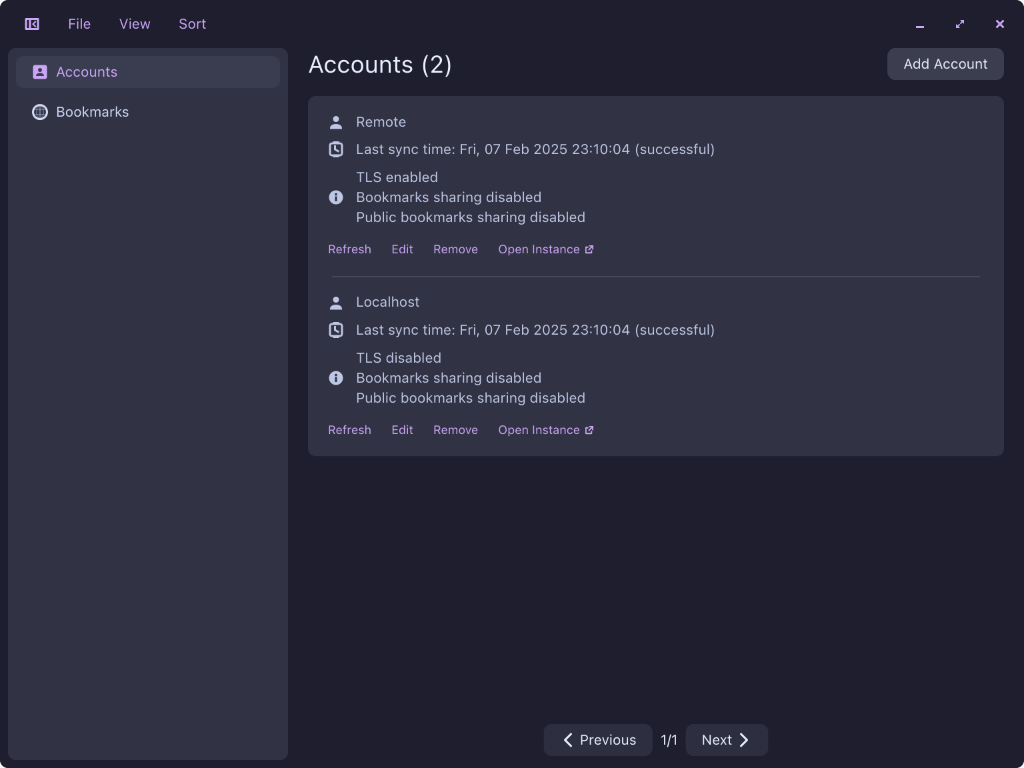 File View Sort
Accounts
Bookmarks
Accounts (2)
Add Account
Remote
Last sync time: Fri, 07 Feb 2025 23:10:04 (successful)
TLS enabled
Bookmarks sharing disabled
Public bookmarks sharing disabled
Refresh Edit Remove Open Instance
Localhost
Last sync time: Fri, 07 Feb 2025 23:10:04 (successful)
TLS disabled
Bookmarks sharing disabled
Public bookmarks sharing disabled
Refresh Edit Remove Open Instance
Previous 1/1 Next